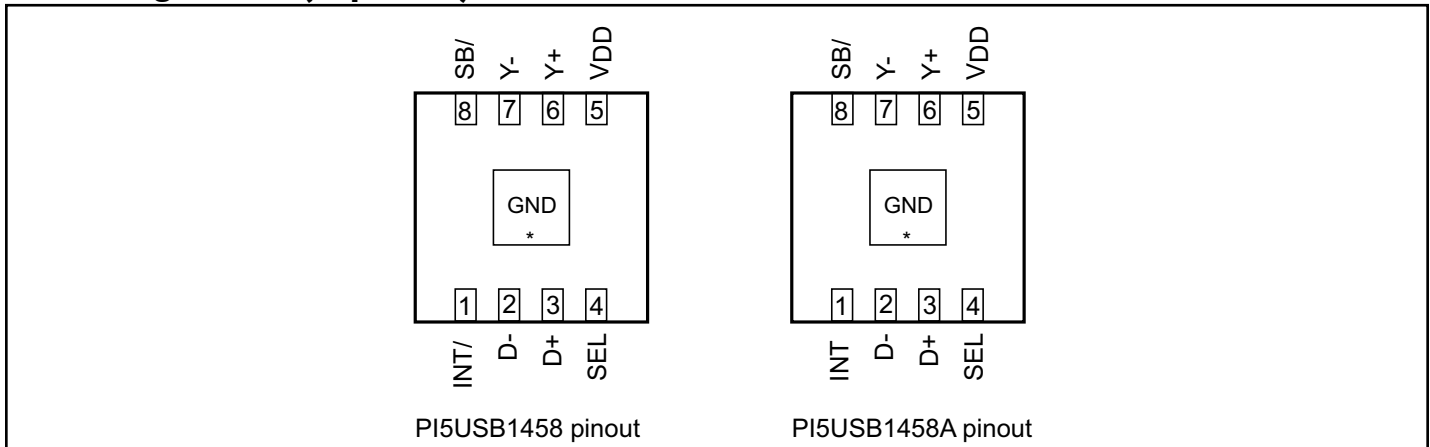 SB/ Y- Y+ VDD SB/ Y- Y+ VDD
8 7 6 5 8 7 6 5
GND GND
* *
1 2 3 4 1 2 3 4
INT/ D- D+ SEL INT D- D+ SEL
PI5USB1458 pinout PI5USB1458A pinout